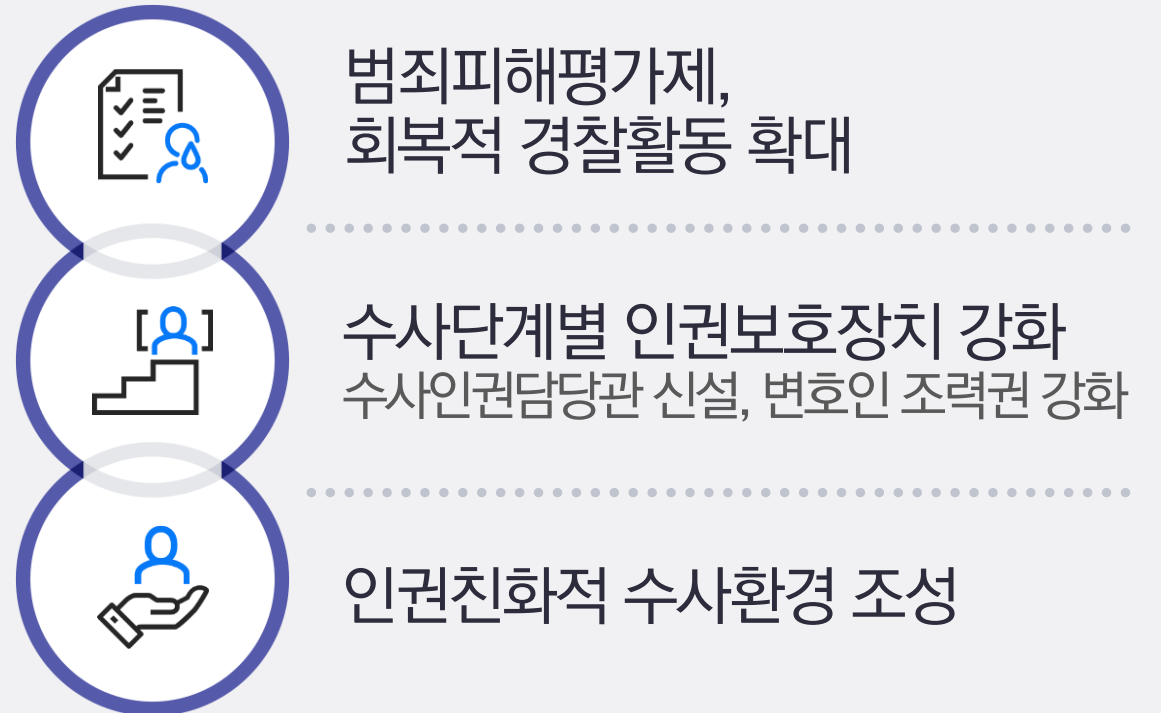 범죄피해평가제,
회복적 경찰활동 확대
수사단계별 인권보호장치 강화
수사인권담당관 신설, 변호인 조력권 강화
인권친화적 수사환경 조성